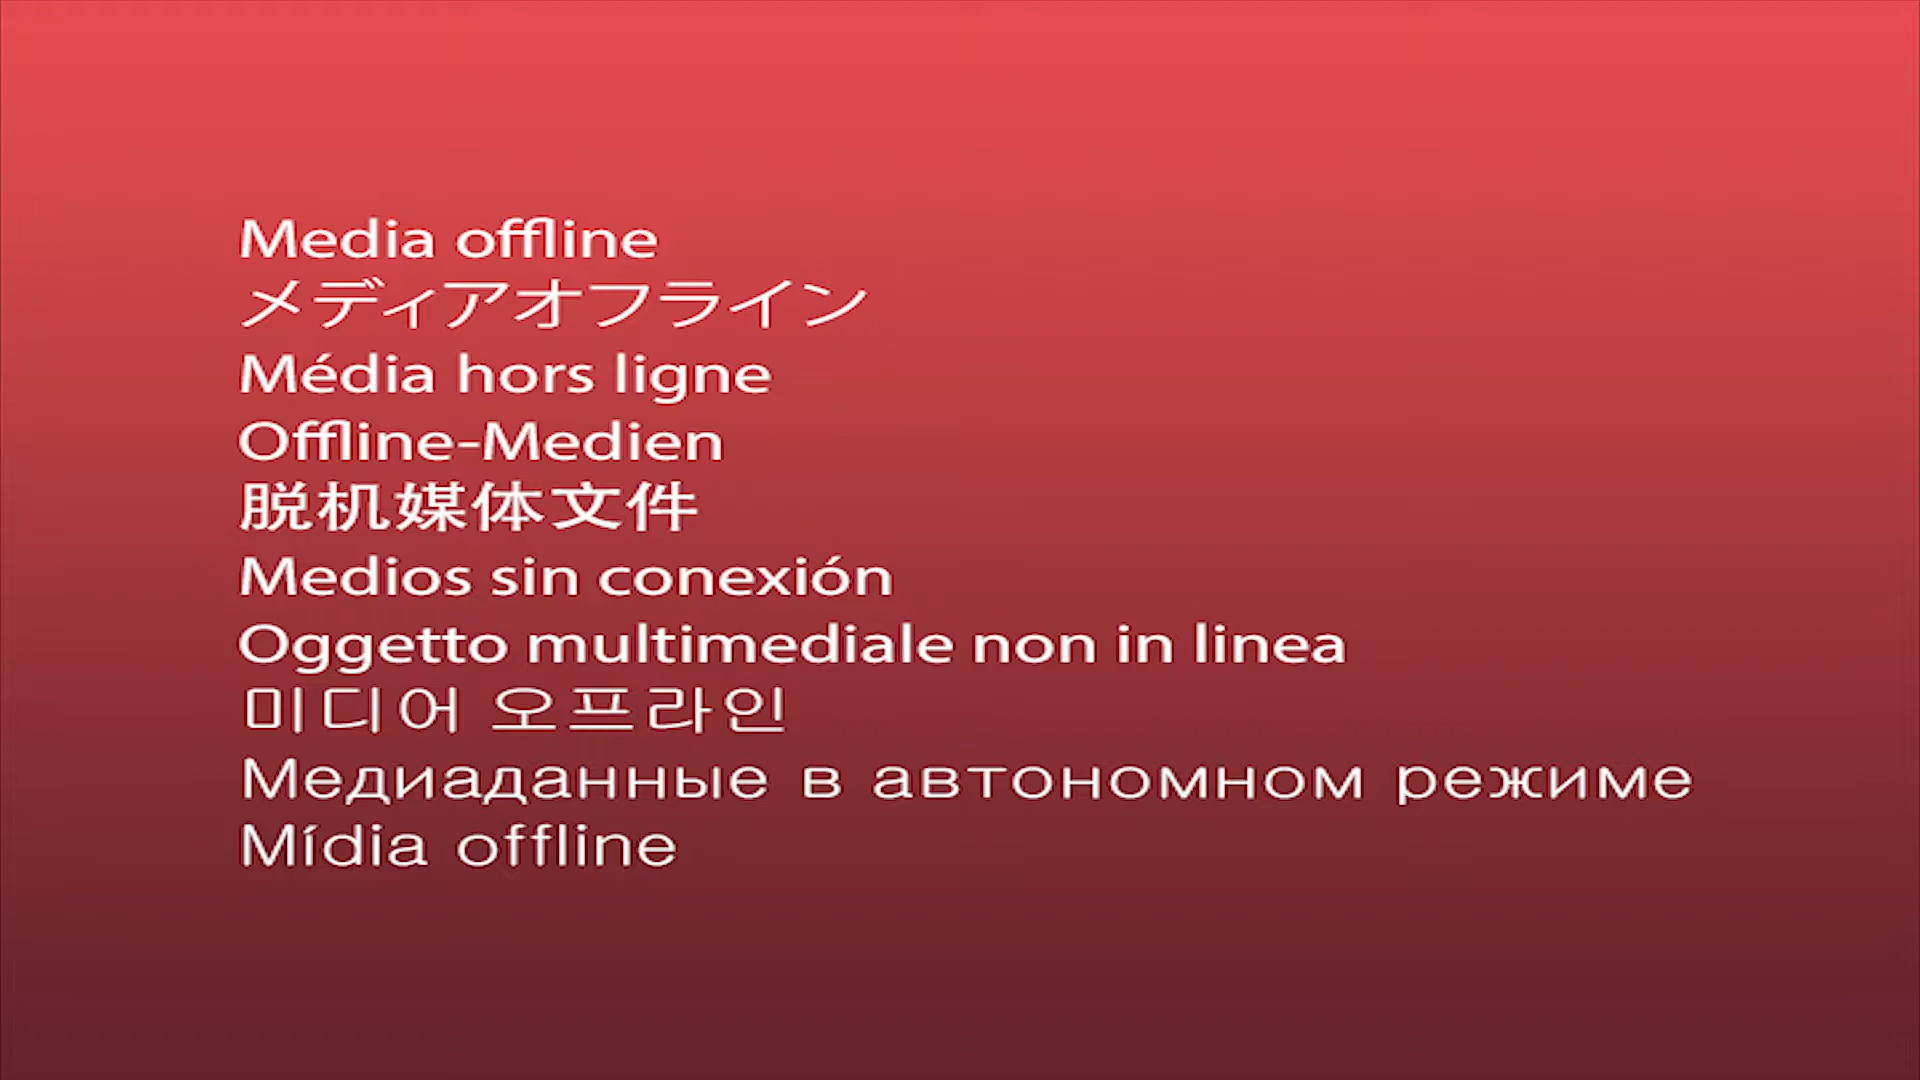 Media offline
メディアオフライン
Média hors ligne
Offline-Medien
脱机媒体文件
Medios sin conexión
Oggetto multimediale non in linea
미디어 오프라인
Медиаданные в автономном режиме
Mídia offline